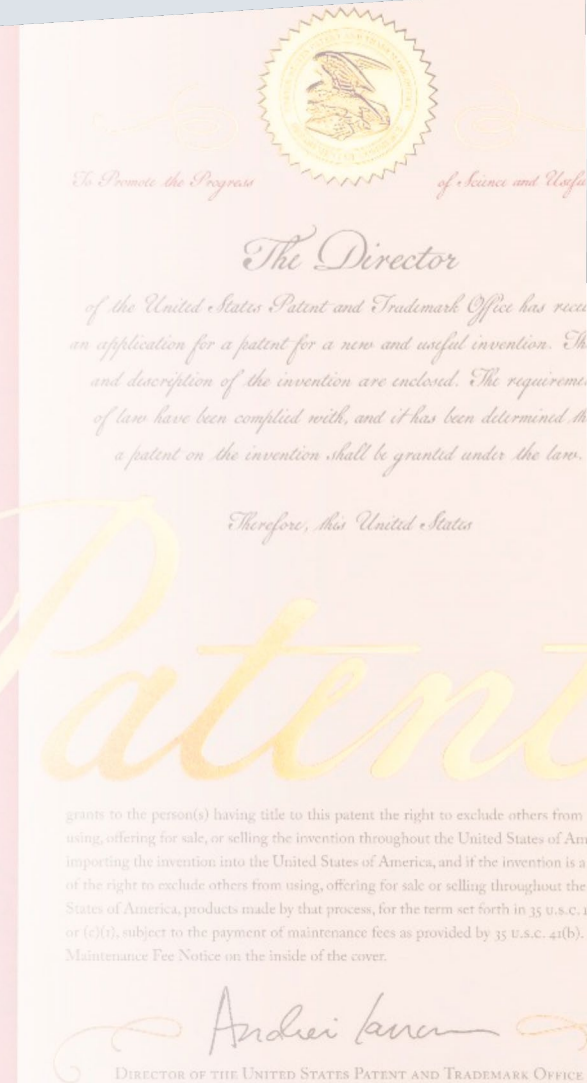 To Promote the Progress of Science and Useful
The Director
of the United States Patent and Trademark Office has
an application for a patent for a new and useful invention.
and description of the invention are enclosed. The
of law have been complied with, and it has been determined
a patent on the invention shall be granted under the law.
Therefore, this United States
Patent
grants to the person(s) having title to this patent the right to exclude others from
using, offering for sale, or selling the invention throughout the United States of
importing the invention into the United States of America, and if the invention is a
of the right to exclude others from using, offering for sale or selling throughout the
States of America, products made by that process, for the term set forth in 35 U.S.C.
or (c)(1), subject to the payment of maintenance fees as provided by 35 U.S.C. 41(b).
Maintenance Fee Notice on the inside of the cover.
Andrei Iancu
DIRECTOR OF THE UNITED STATES PATENT AND TRADEMARK OFFICE